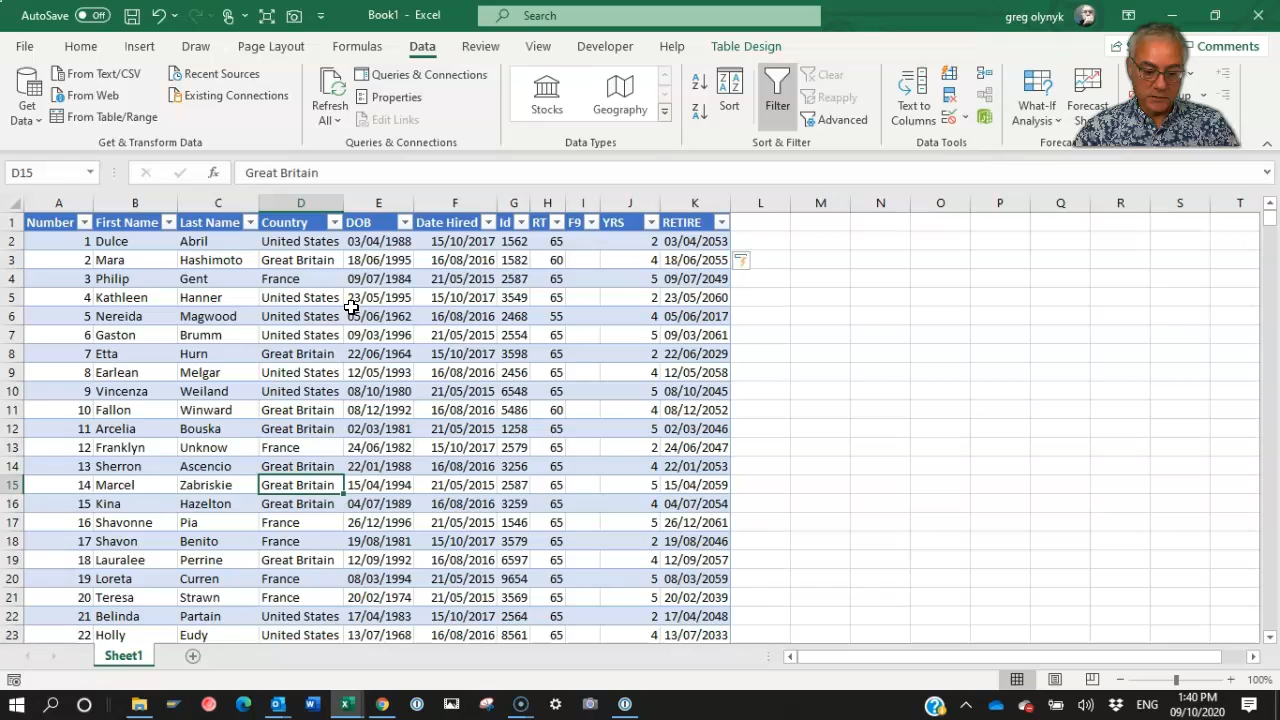 AutoSave Off Book1 - Excel Search greg olynyk
File Home Insert Draw Page Layout Formulas Data Review View Developer Help Table Design Comments
Get Data From Text/CSV From Web From Table/Range Recent Sources Existing Connections
Refresh All Queries & Connections Properties Edit Links
Stocks Geography
Sort Filter Clear Reapply Advanced
Text to Columns What-If Analysis Forecast
Get & Transform Data Queries & Connections Data Types Sort & Filter Data Tools
D15 fx Great Britain
A B C D E F G H I J K L M N O P Q R S T
1 Number First Name Last Name Country DOB Date Hired Id RT F9 YRS RETIRE
2 1 Dulce Abril United States 03/04/1988 15/10/2017 1562 65 2 03/04/2053
3 2 Mara Hashimoto Great Britain 18/06/1995 16/08/2016 1582 60 4 18/06/2055
4 3 Philip Gent France 09/07/1984 21/05/2015 2587 65 5 09/07/2049
5 4 Kathleen Hanner United States 23/05/1995 15/10/2017 3549 65 2 23/05/2060
6 5 Nereida Magwood United States 05/06/1962 16/08/2016 2468 55 4 05/06/2017
7 6 Gaston Brumm United States 09/03/1996 21/05/2015 2554 65 5 09/03/2061
8 7 Etta Hurn Great Britain 22/06/1964 15/10/2017 3598 65 2 22/06/2029
9 8 Earlean Melgar United States 12/05/1993 16/08/2016 2456 65 4 12/05/2058
10 9 Vincenza Weiland United States 08/10/1980 21/05/2015 6548 65 5 08/10/2045
11 10 Fallon Winward Great Britain 08/12/1992 16/08/2016 5486 60 4 08/12/2052
12 11 Arcelia Bouska Great Britain 02/03/1981 21/05/2015 1258 65 5 02/03/2046
13 12 Franklyn Unknow France 24/06/1982 15/10/2017 2579 65 2 24/06/2047
14 13 Sherron Ascencio Great Britain 22/01/1988 16/08/2016 3256 65 4 22/01/2053
15 14 Marcel Zabriskie Great Britain 15/04/1994 21/05/2015 2587 65 5 15/04/2059
16 15 Kina Hazelton Great Britain 04/07/1989 16/08/2016 3259 65 4 04/07/2054
17 16 Shavonne Pia France 26/12/1996 21/05/2015 1546 65 5 26/12/2061
18 17 Shavon Benito France 19/08/1981 15/10/2017 3579 65 2 19/08/2046
19 18 Lauralee Perrine Great Britain 12/09/1992 16/08/2016 6597 65 4 12/09/2057
20 19 Loreta Curren France 08/03/1994 21/05/2015 9654 65 5 08/03/2059
21 20 Teresa Strawn France 20/02/1974 21/05/2015 3569 65 5 20/02/2039
22 21 Belinda Partain United States 17/04/1983 15/10/2017 2564 65 2 17/04/2048
23 22 Holly Eudy United States 13/07/1968 16/08/2016 8561 65 4 13/07/2033
Sheet1
100%
ENG 1:40 PM
09/10/2020